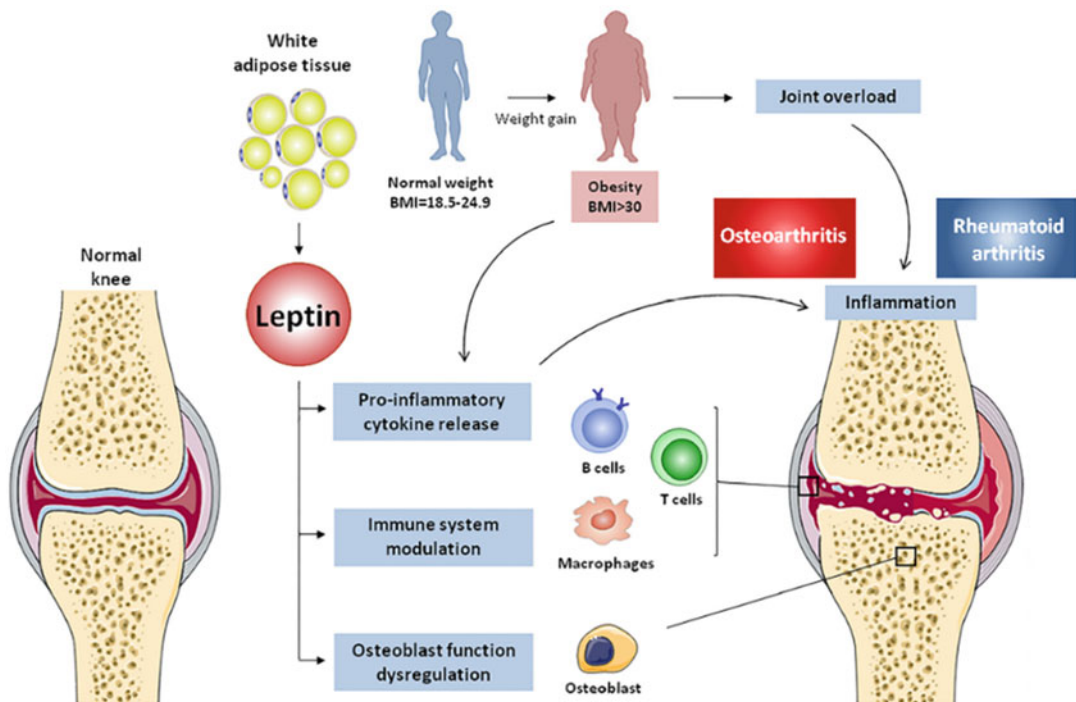 White
adipose tissue
Weight gain
Joint overload
Normal weight
BMI=18.5-24.9
Obesity
BMI>30
Osteoarthritis
Rheumatoid
arthritis
Normal
knee
Leptin
Inflammation
Pro-inflammatory
cytokine release
B cells
T cells
Immune system
modulation
Macrophages
Osteoblast function
dysregulation
Osteoblast